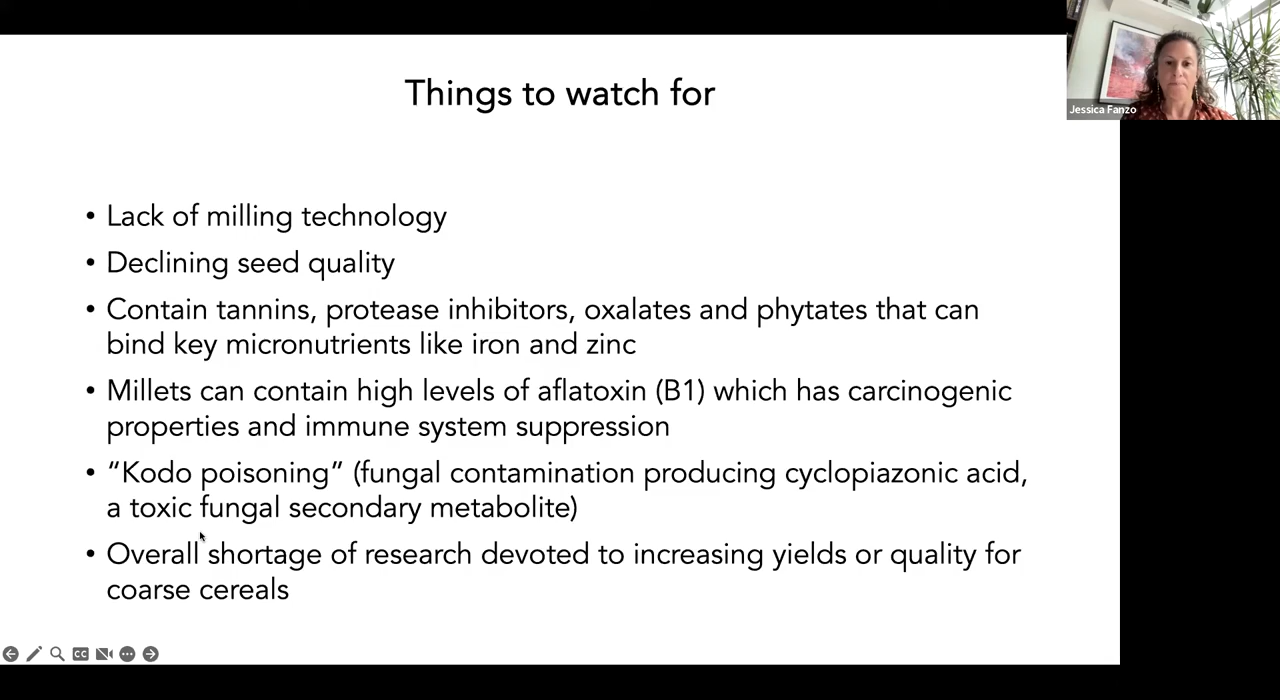 Things to watch for
Jessica Fanzo
• Lack of milling technology
• Declining seed quality
• Contain tannins, protease inhibitors, oxalates and phytates that can
bind key micronutrients like iron and zinc
• Millets can contain high levels of aflatoxin (B1) which has carcinogenic
properties and immune system suppression
• “Kodo poisoning” (fungal contamination producing cyclopiazonic acid,
a toxic fungal secondary metabolite)
• Overall shortage of research devoted to increasing yields or quality for
coarse cereals
CC